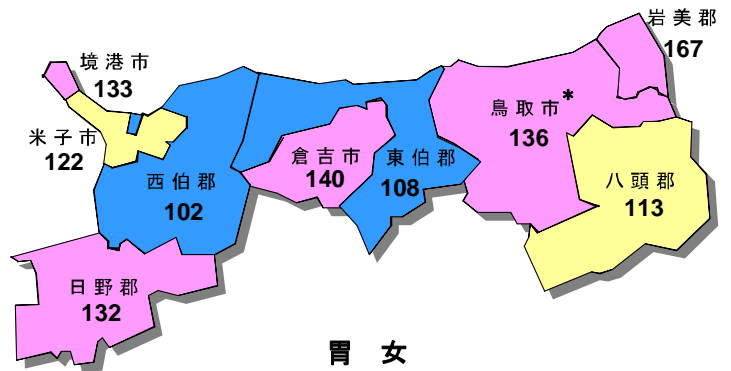 岩美郡
167
境港市
133
鳥取市*
136
米子市
122
倉吉市
140
東伯郡
108
西伯郡
102
八頭郡
113
日野郡
132
胃 女